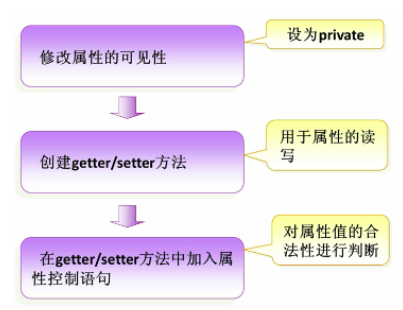 修改属性的可见性
设为private
创建getter/setter方法
用于属性的读
写
在getter/setter方法中加入属
性控制语句
对属性值的合
法性进行判断